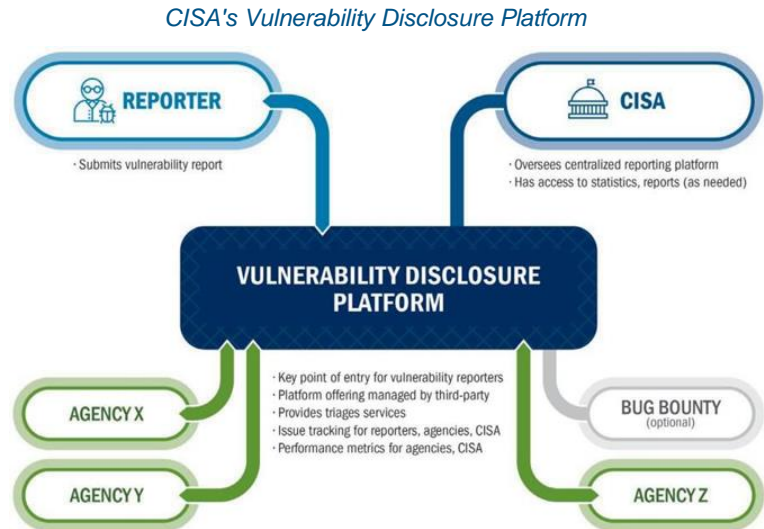 CISA's Vulnerability Disclosure Platform
REPORTER
· Submits vulnerability report
CISA
· Oversees centralized reporting platform
· Has access to statistics, reports (as needed)
VULNERABILITY DISCLOSURE
PLATFORM
· Key point of entry for vulnerability reporters
· Platform offering managed by third-party
· Provides triages services
· Issue tracking for reporters, agencies, CISA
· Performance metrics for agencies, CISA
AGENCY X
AGENCY Y
BUG BOUNTY
(optional)
AGENCY Z